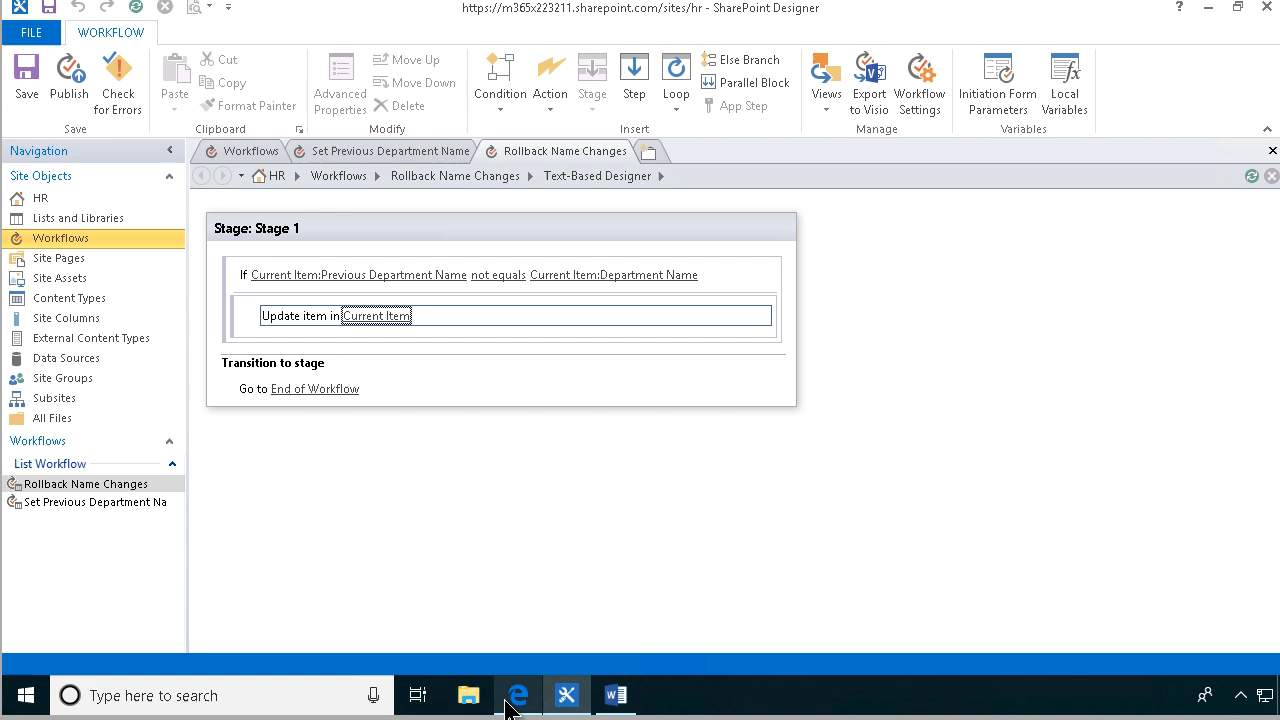 https://m365x223211.sharepoint.com/sites/hr - SharePoint Designer
?
FILE
WORKFLOW
Save
Publish
Check
for Errors
Save
Paste
Cut
Copy
Format Painter
Clipboard
Advanced
Properties
Move Up
Move Down
Delete
Modify
Condition
Action
Stage
Step
Loop
Else Branch
Parallel Block
App Step
Insert
Views
Export
to Visio
Workflow
Settings
Manage
Initiation Form
Parameters
Local
Variables
Variables
Navigation
Workflows
Set Previous Department Name
Rollback Name Changes
HR
Workflows
Rollback Name Changes
Text-Based Designer
Site Objects
HR
Lists and Libraries
Workflows
Site Pages
Site Assets
Content Types
Site Columns
External Content Types
Data Sources
Site Groups
Subsites
All Files
Workflows
List Workflow
Rollback Name Changes
Set Previous Department Na
Stage: Stage 1
If Current Item:Previous Department Name not equals Current Item:Department Name
Update item in Current Item
Transition to stage
Go to End of Workflow
Type here to search